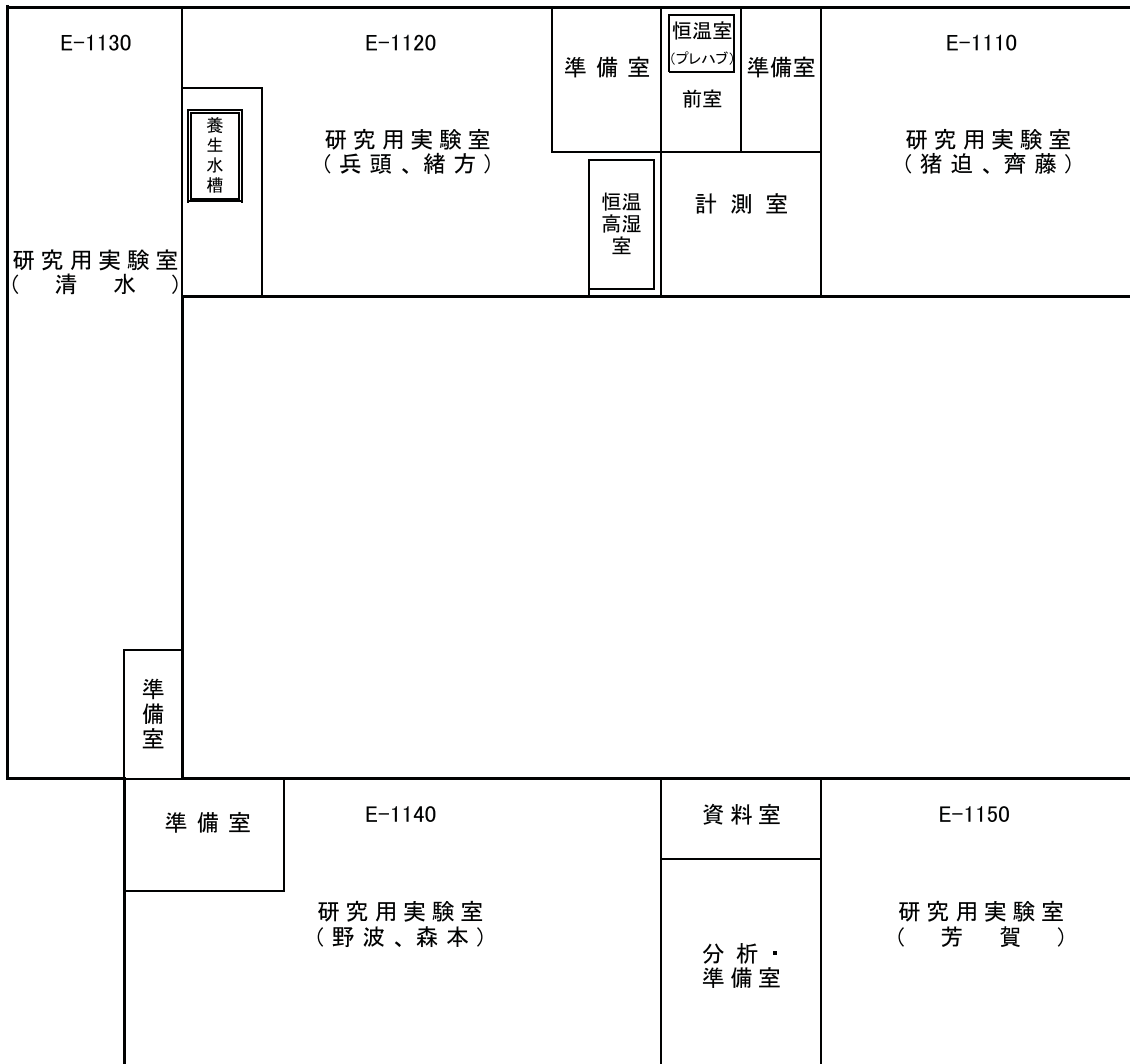 E-1130
研究用実験室
(清水)
準備室
E-1120
研究用実験室
(兵頭、緒方)
養生水槽
準備室
恒温
高湿
室
恒温室
(プレハブ)
前室
準備室
計測室
E-1110
研究用実験室
(猪迫、齊藤)
準備室
E-1140
研究用実験室
(野波、森本)
資料室
分析・
準備室
E-1150
研究用実験室
(芳賀)